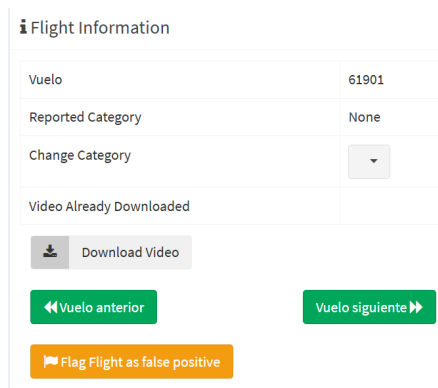 Flight Information
Vuelo 61901
Reported Category None
Change Category
Video Already Downloaded
Download Video
Vuelo anterior Vuelo siguiente
Flag Flight as false positive